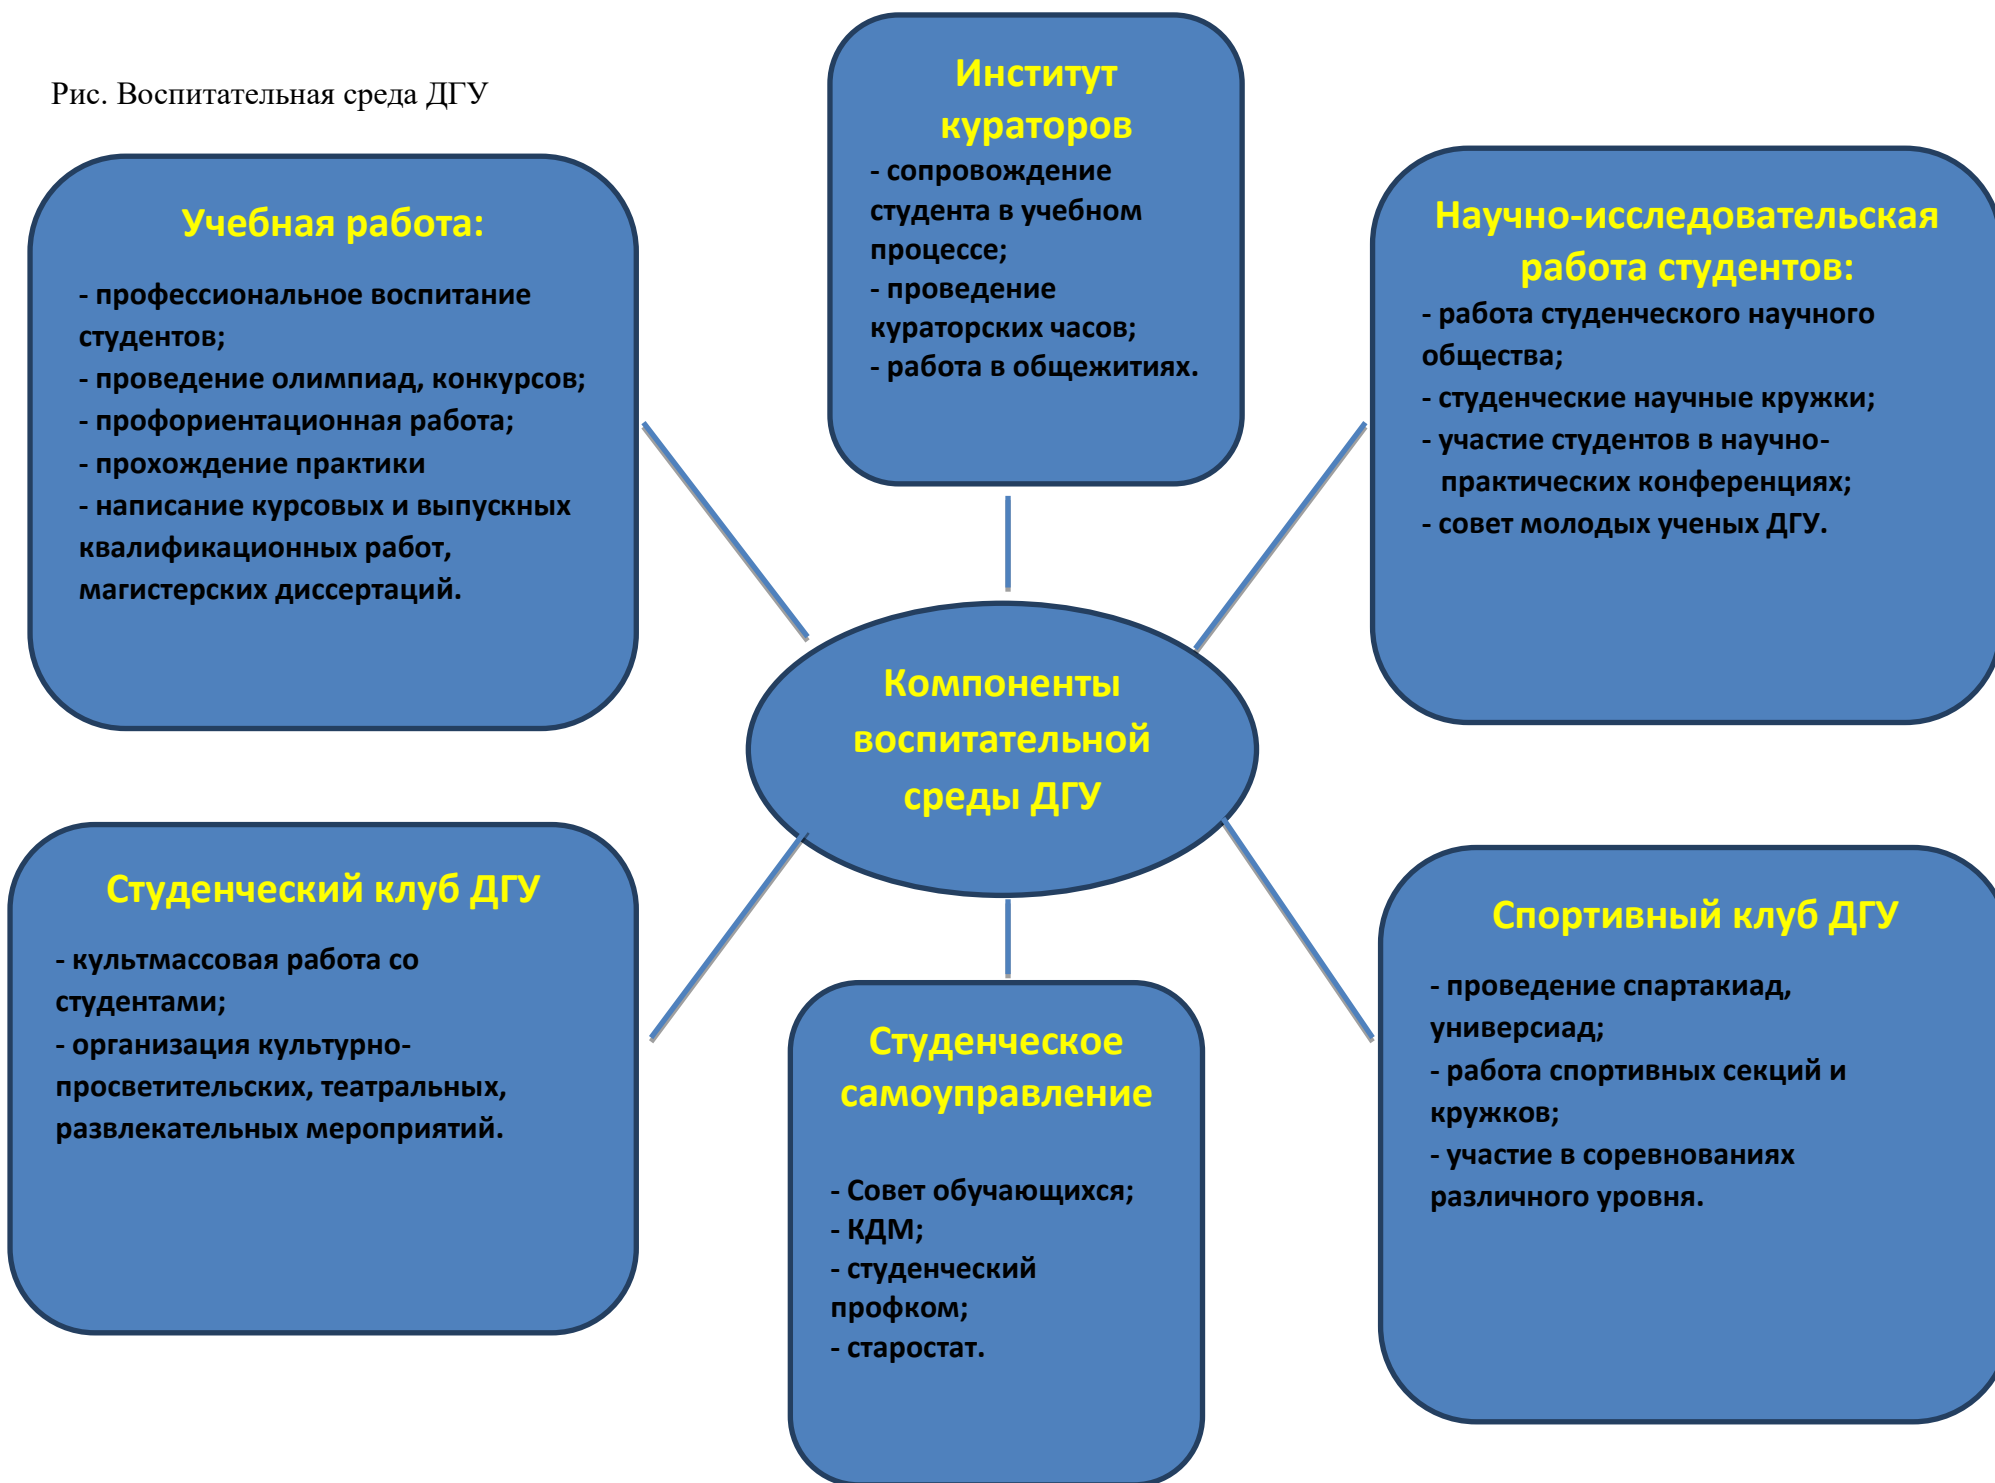 Рис. Воспитательная среда ДГУ
Институт
кураторов
- сопровождение
студента в учебном
процессе;
- проведение
кураторских часов;
- работа в общежитиях.
Учебная работа:
- профессиональное воспитание
студентов;
- проведение олимпиад, конкурсов;
- профориентационная работа;
- прохождение практики
- написание курсовых и выпускных
квалификационных работ,
магистерских диссертаций.
Научно-исследовательская
работа студентов:
- работа студенческого научного
общества;
- студенческие научные кружки;
- участие студентов в научно-
практических конференциях;
- совет молодых ученых ДГУ.
Компоненты
воспитательной
среды ДГУ
Студенческий клуб ДГУ
- культмассовая работа со
студентами;
- организация культурно-
просветительских, театральных,
развлекательных мероприятий.
Студенческое
самоуправление
- Совет обучающихся;
- КДМ;
- студенческий
профком;
- старостат.
Спортивный клуб ДГУ
- проведение спартакиад,
универсиад;
- работа спортивных секций и
кружков;
- участие в соревнованиях
различного уровня.